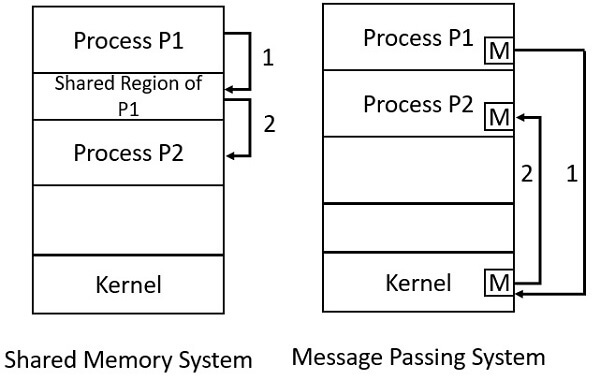 Process P1
1
Shared Region of
P1
2
Process P2
Kernel
Shared Memory System
Process P1 M
Process P2 M
2 1
Kernel M
Message Passing System